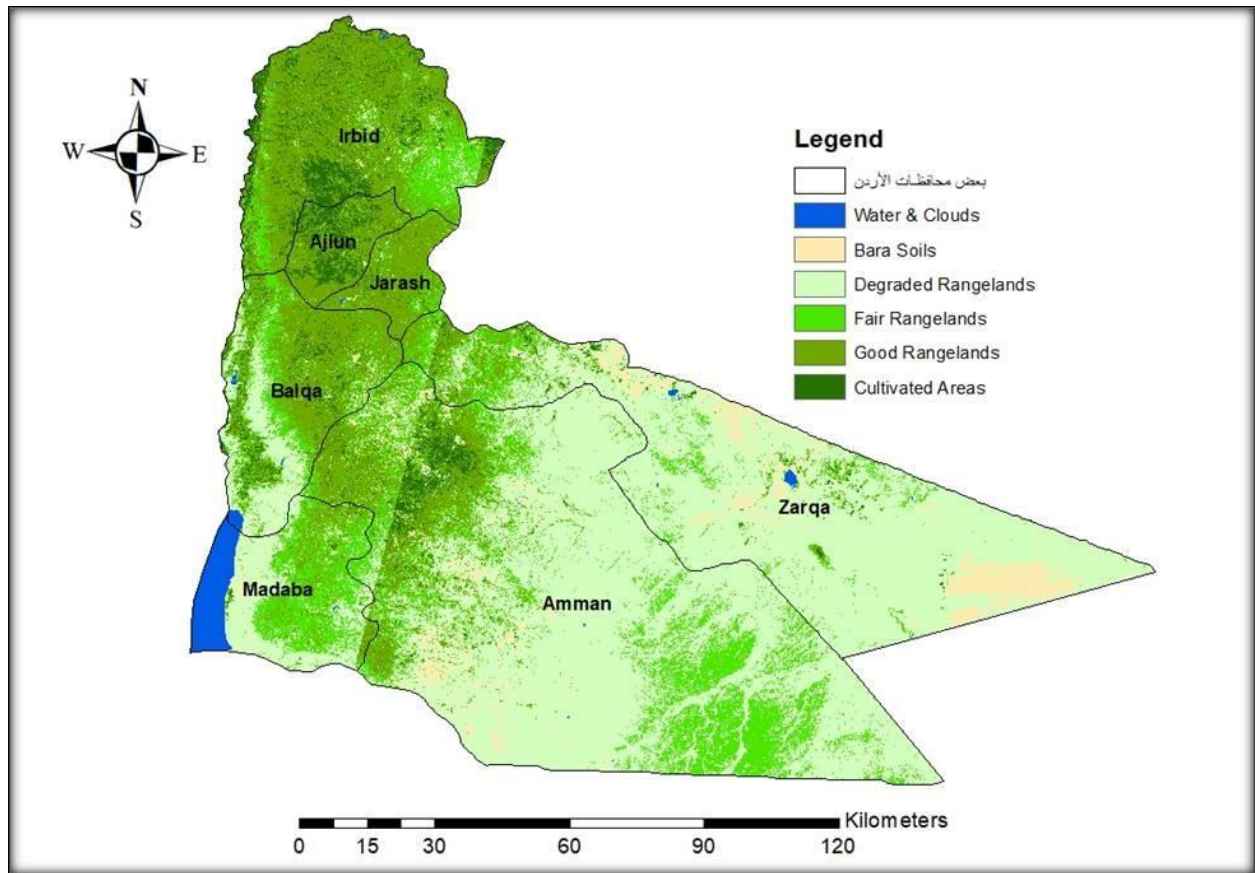 N
W
E
S
Irbid
Ajlun
Jarash
Balqa
Madaba
Amman
Zarqa
Legend
بعض محافظات الأردن
Water & Clouds
Bara Soils
Degraded Rangelands
Fair Rangelands
Good Rangelands
Cultivated Areas
Kilometers
0 15 30 60 90 120